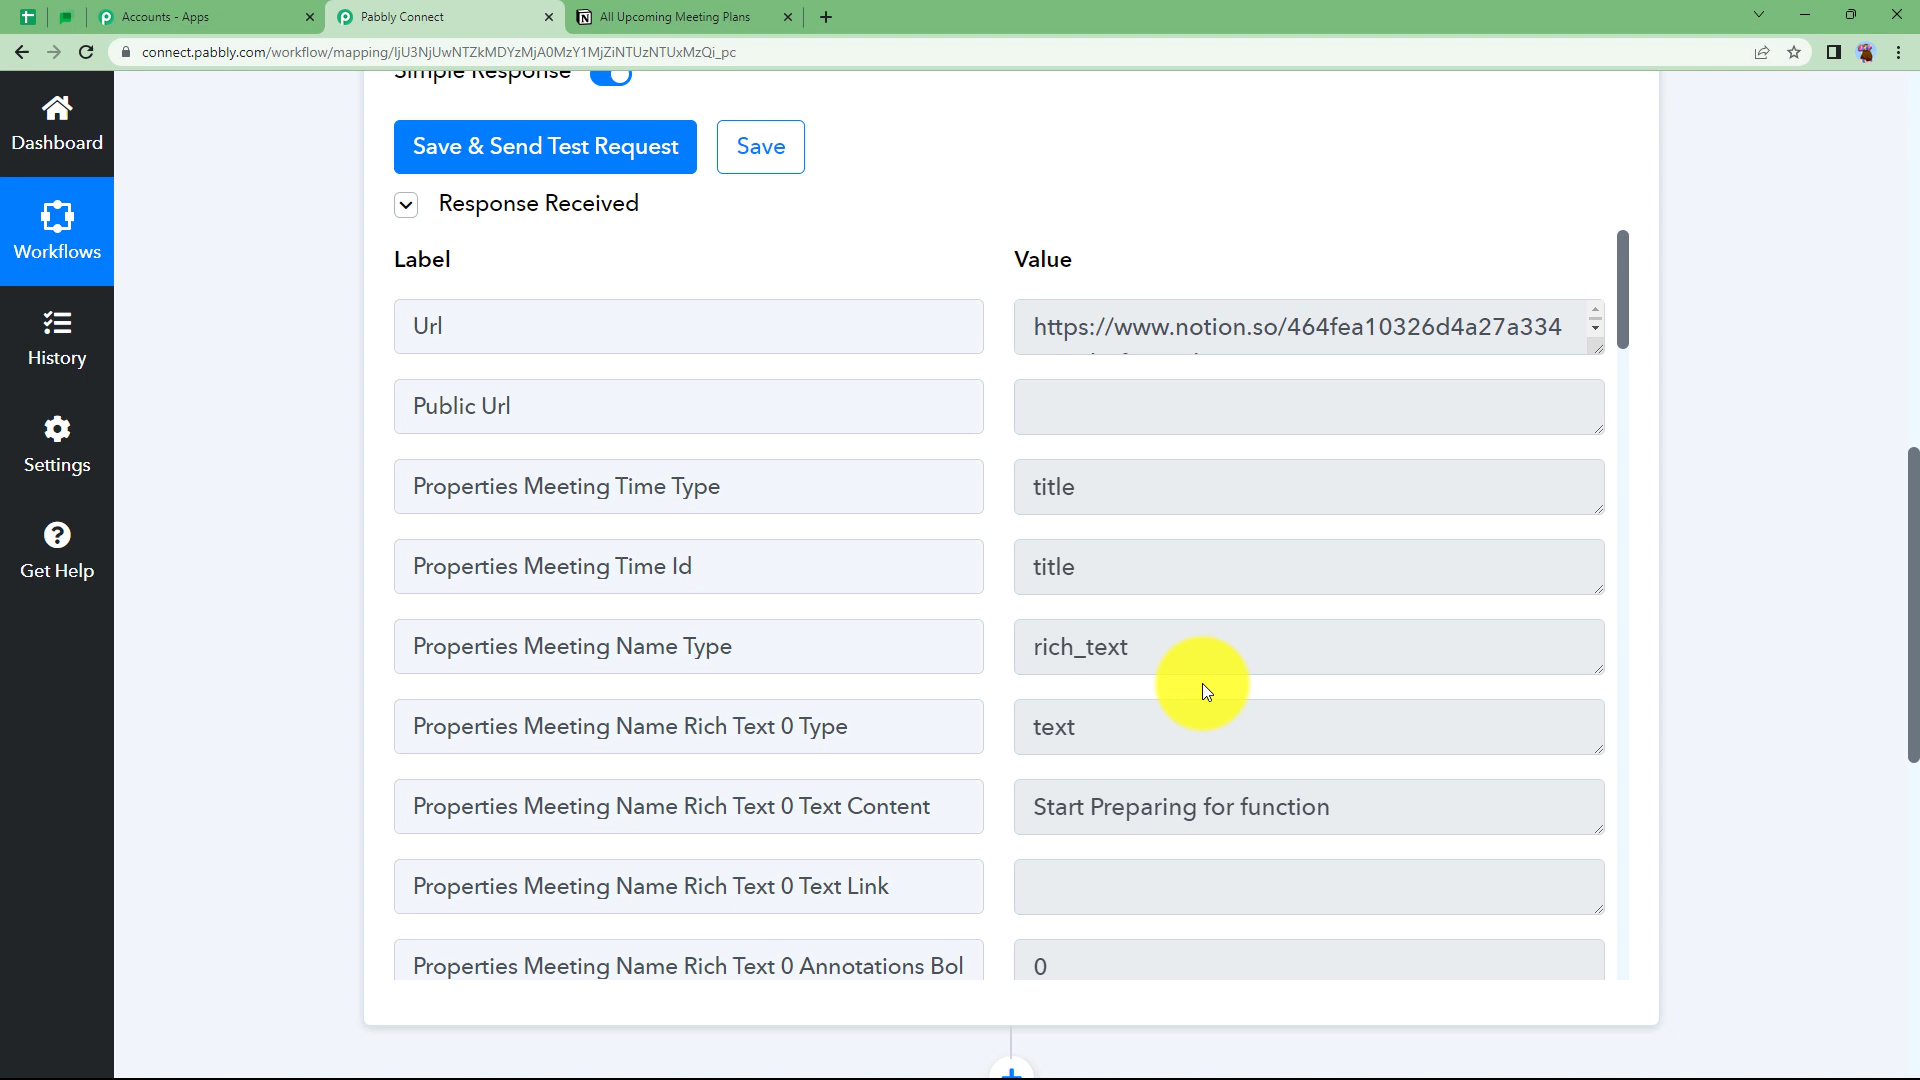 Accounts - Apps
Pabbly Connect
All Upcoming Meeting Plans
connect.pabbly.com/workflow/mapping/IjU3NjUwNTZkMDYzMjA0MzY1MjZiNTUzNTUxMzQi_pc
Simple Response
Dashboard
Save & Send Test Request
Save
Response Received
Workflows
Label
Value
Url
https://www.notion.so/464fea10326d4a27a334
History
Public Url
Settings
Properties Meeting Time Type
title
Get Help
Properties Meeting Time Id
title
Properties Meeting Name Type
rich_text
Properties Meeting Name Rich Text 0 Type
text
Properties Meeting Name Rich Text 0 Text Content
Start Preparing for function
Properties Meeting Name Rich Text 0 Text Link
Properties Meeting Name Rich Text 0 Annotations Bol
0